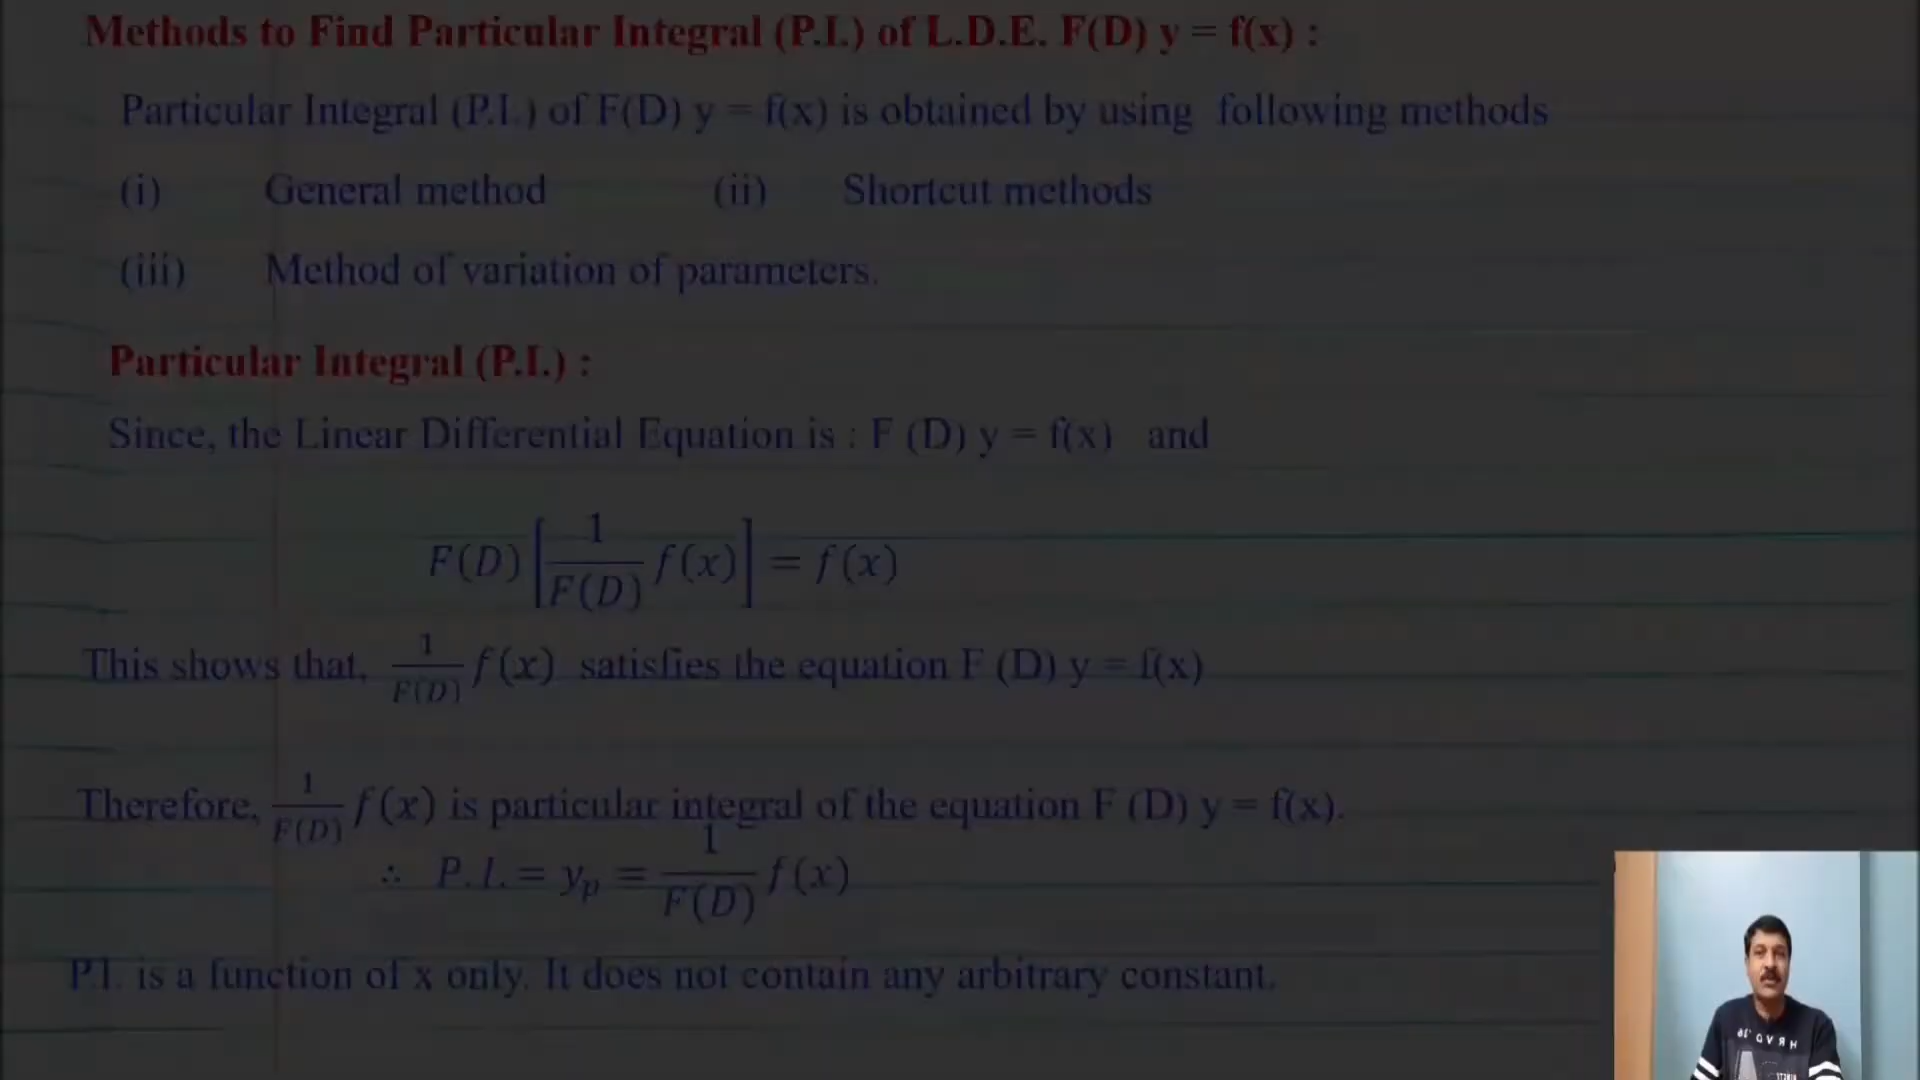 Methods to Find Particular Integral (P.I.) of L.D.E. F(D) y = f(x) :
Particular Integral (P.I.) of F(D) y = f(x) is obtained by using following methods
(i) General method (ii) Shortcut methods
(iii) Method of variation of parameters.
Particular Integral (P.I.) :
Since, the Linear Differential Equation is : F (D) y = f(x) and
F(D) [1/F(D) f(x)] = f(x)
This shows that, 1/F(D) f(x) satisfies the equation F (D) y = f(x)
Therefore, 1/F(D) f(x) is particular integral of the equation F (D) y = f(x).
∴ P.I. = yₚ = 1/F(D) f(x)
P.I. is a function of x only. It does not contain any arbitrary constant.